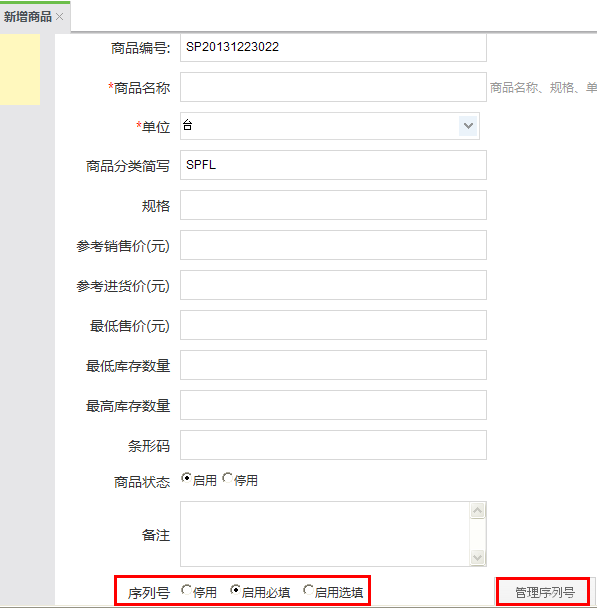 新增商品
商品编号: SP20131223022
*商品名称 商品名称、规格、单
*单位 台
商品分类简写 SPFL
规格
参考销售价(元)
参考进货价(元)
最低售价(元)
最低库存数量
最高库存数量
条形码
商品状态 启用 停用
备注
序列号 停用 启用必填 启用选填 管理序列号